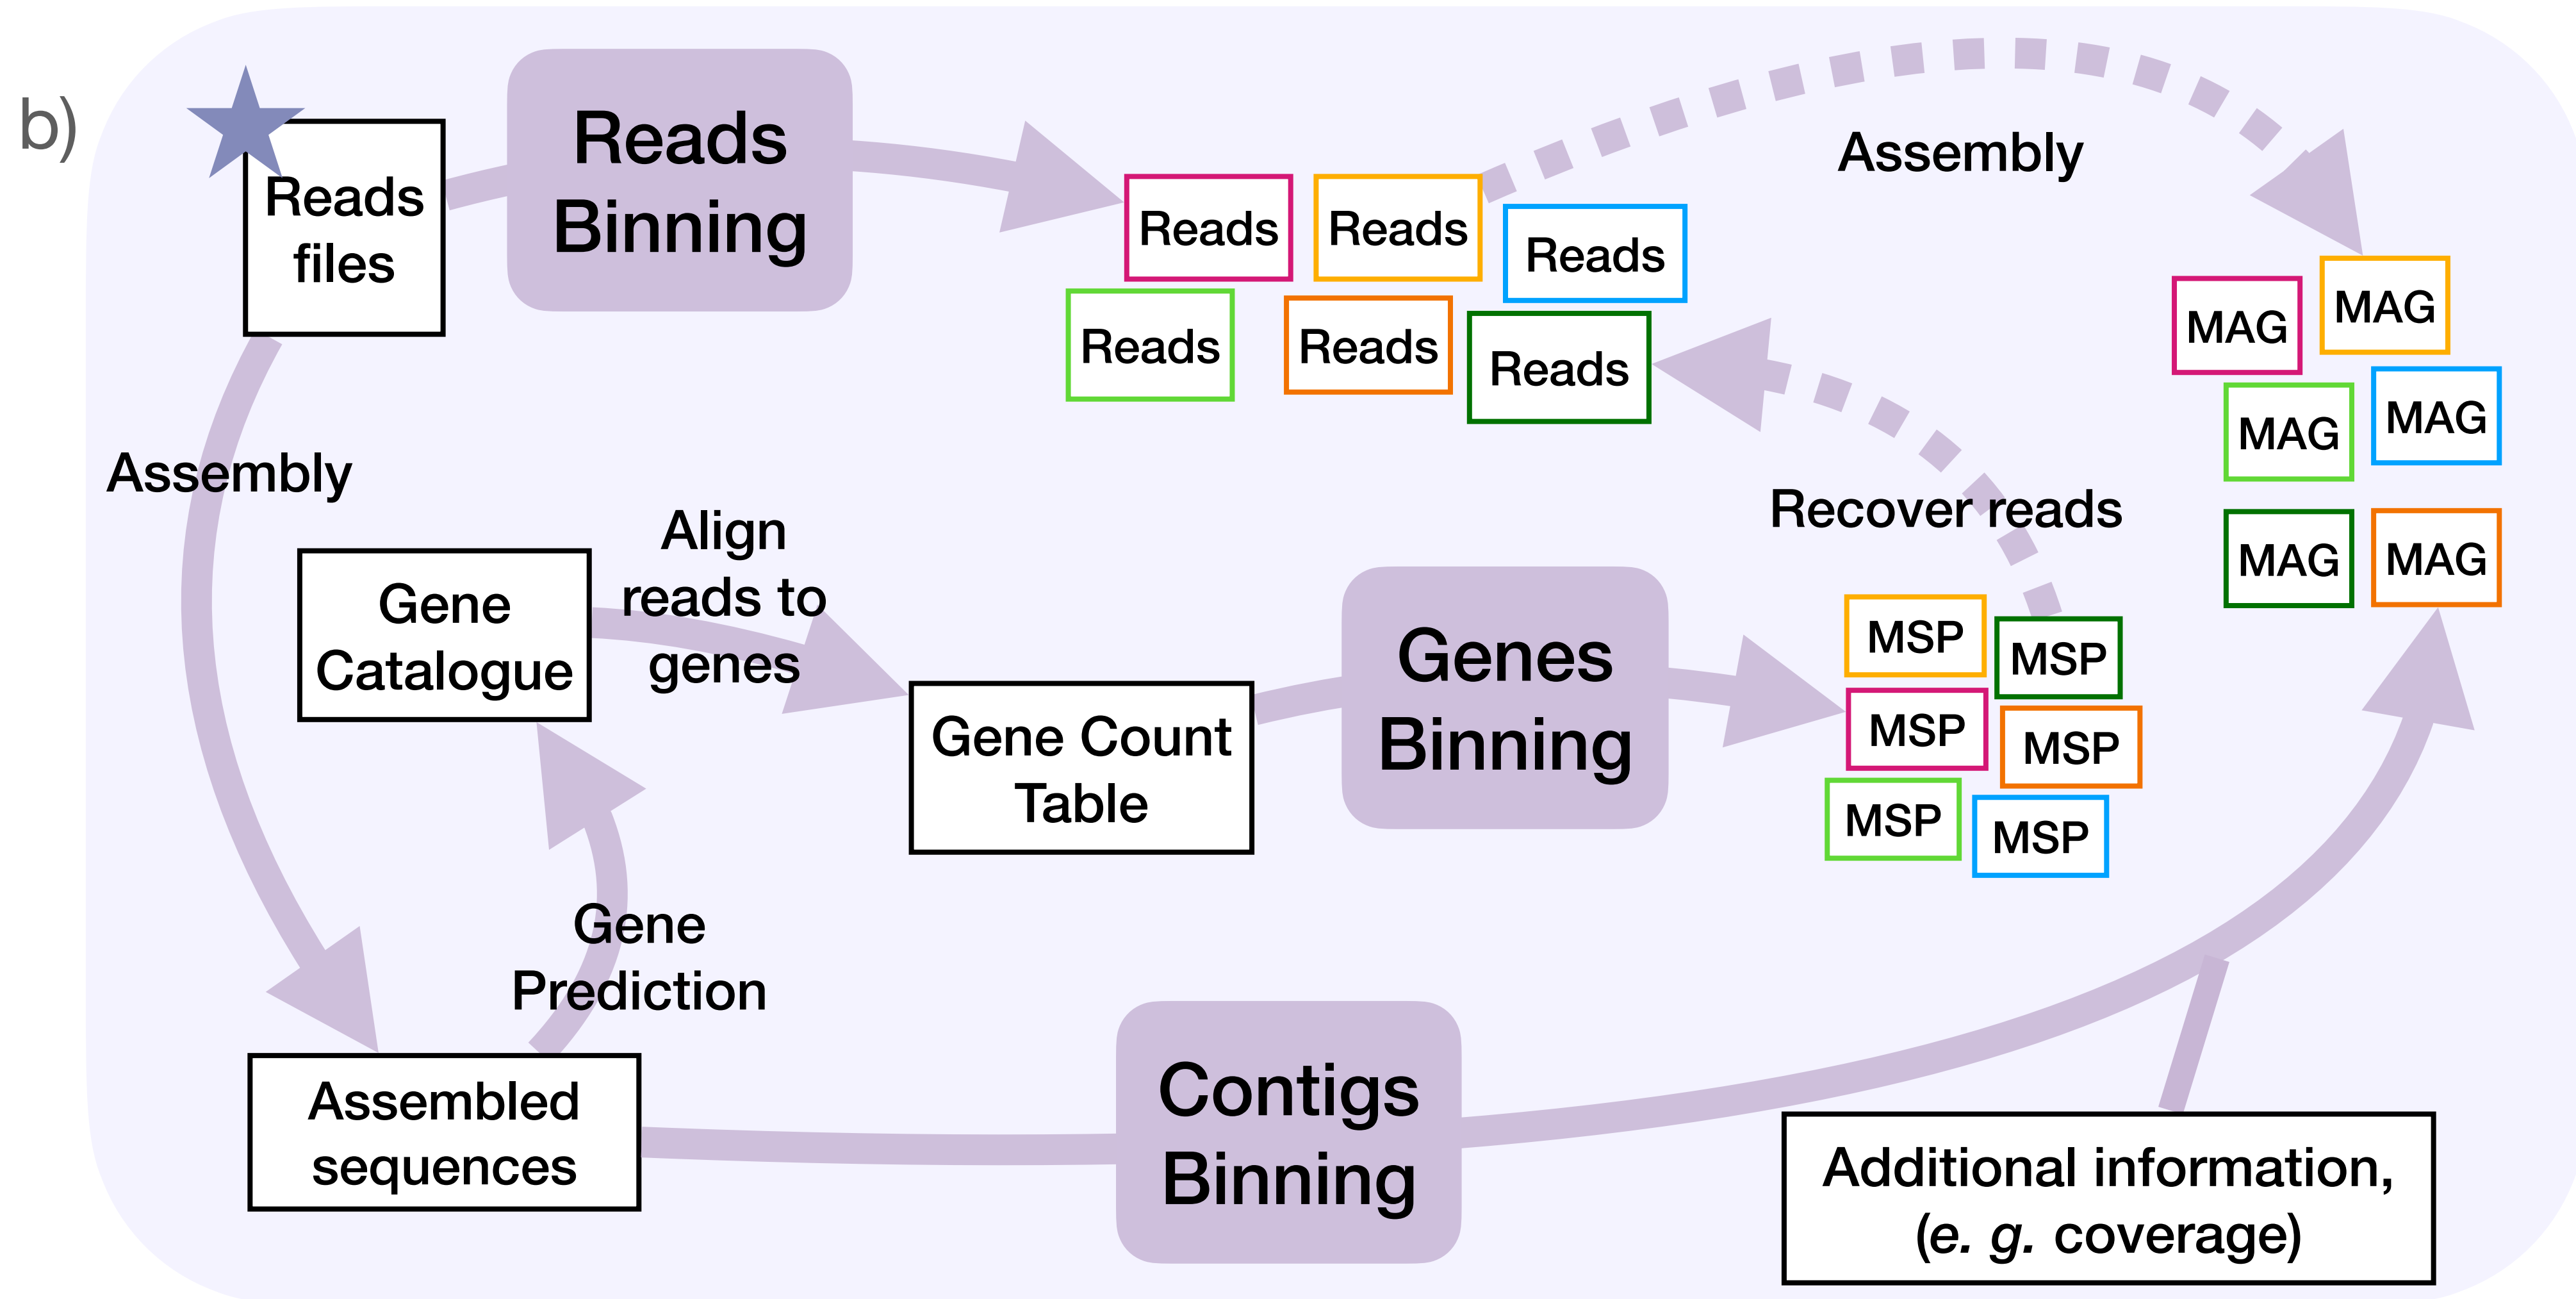 b)
Reads
files
Reads
Binning
Reads
Reads
Reads
Reads
Reads
Reads
Assembly
MAG
MAG
MAG
MAG
MAG
MAG
Assembly
Gene
Catalogue
Align
reads to
genes
Gene Count
Table
Genes
Binning
Recover reads
MSP
MSP
MSP
MSP
MSP
MSP
Gene
Prediction
Assembled
sequences
Contigs
Binning
Additional information,
(e. g. coverage)